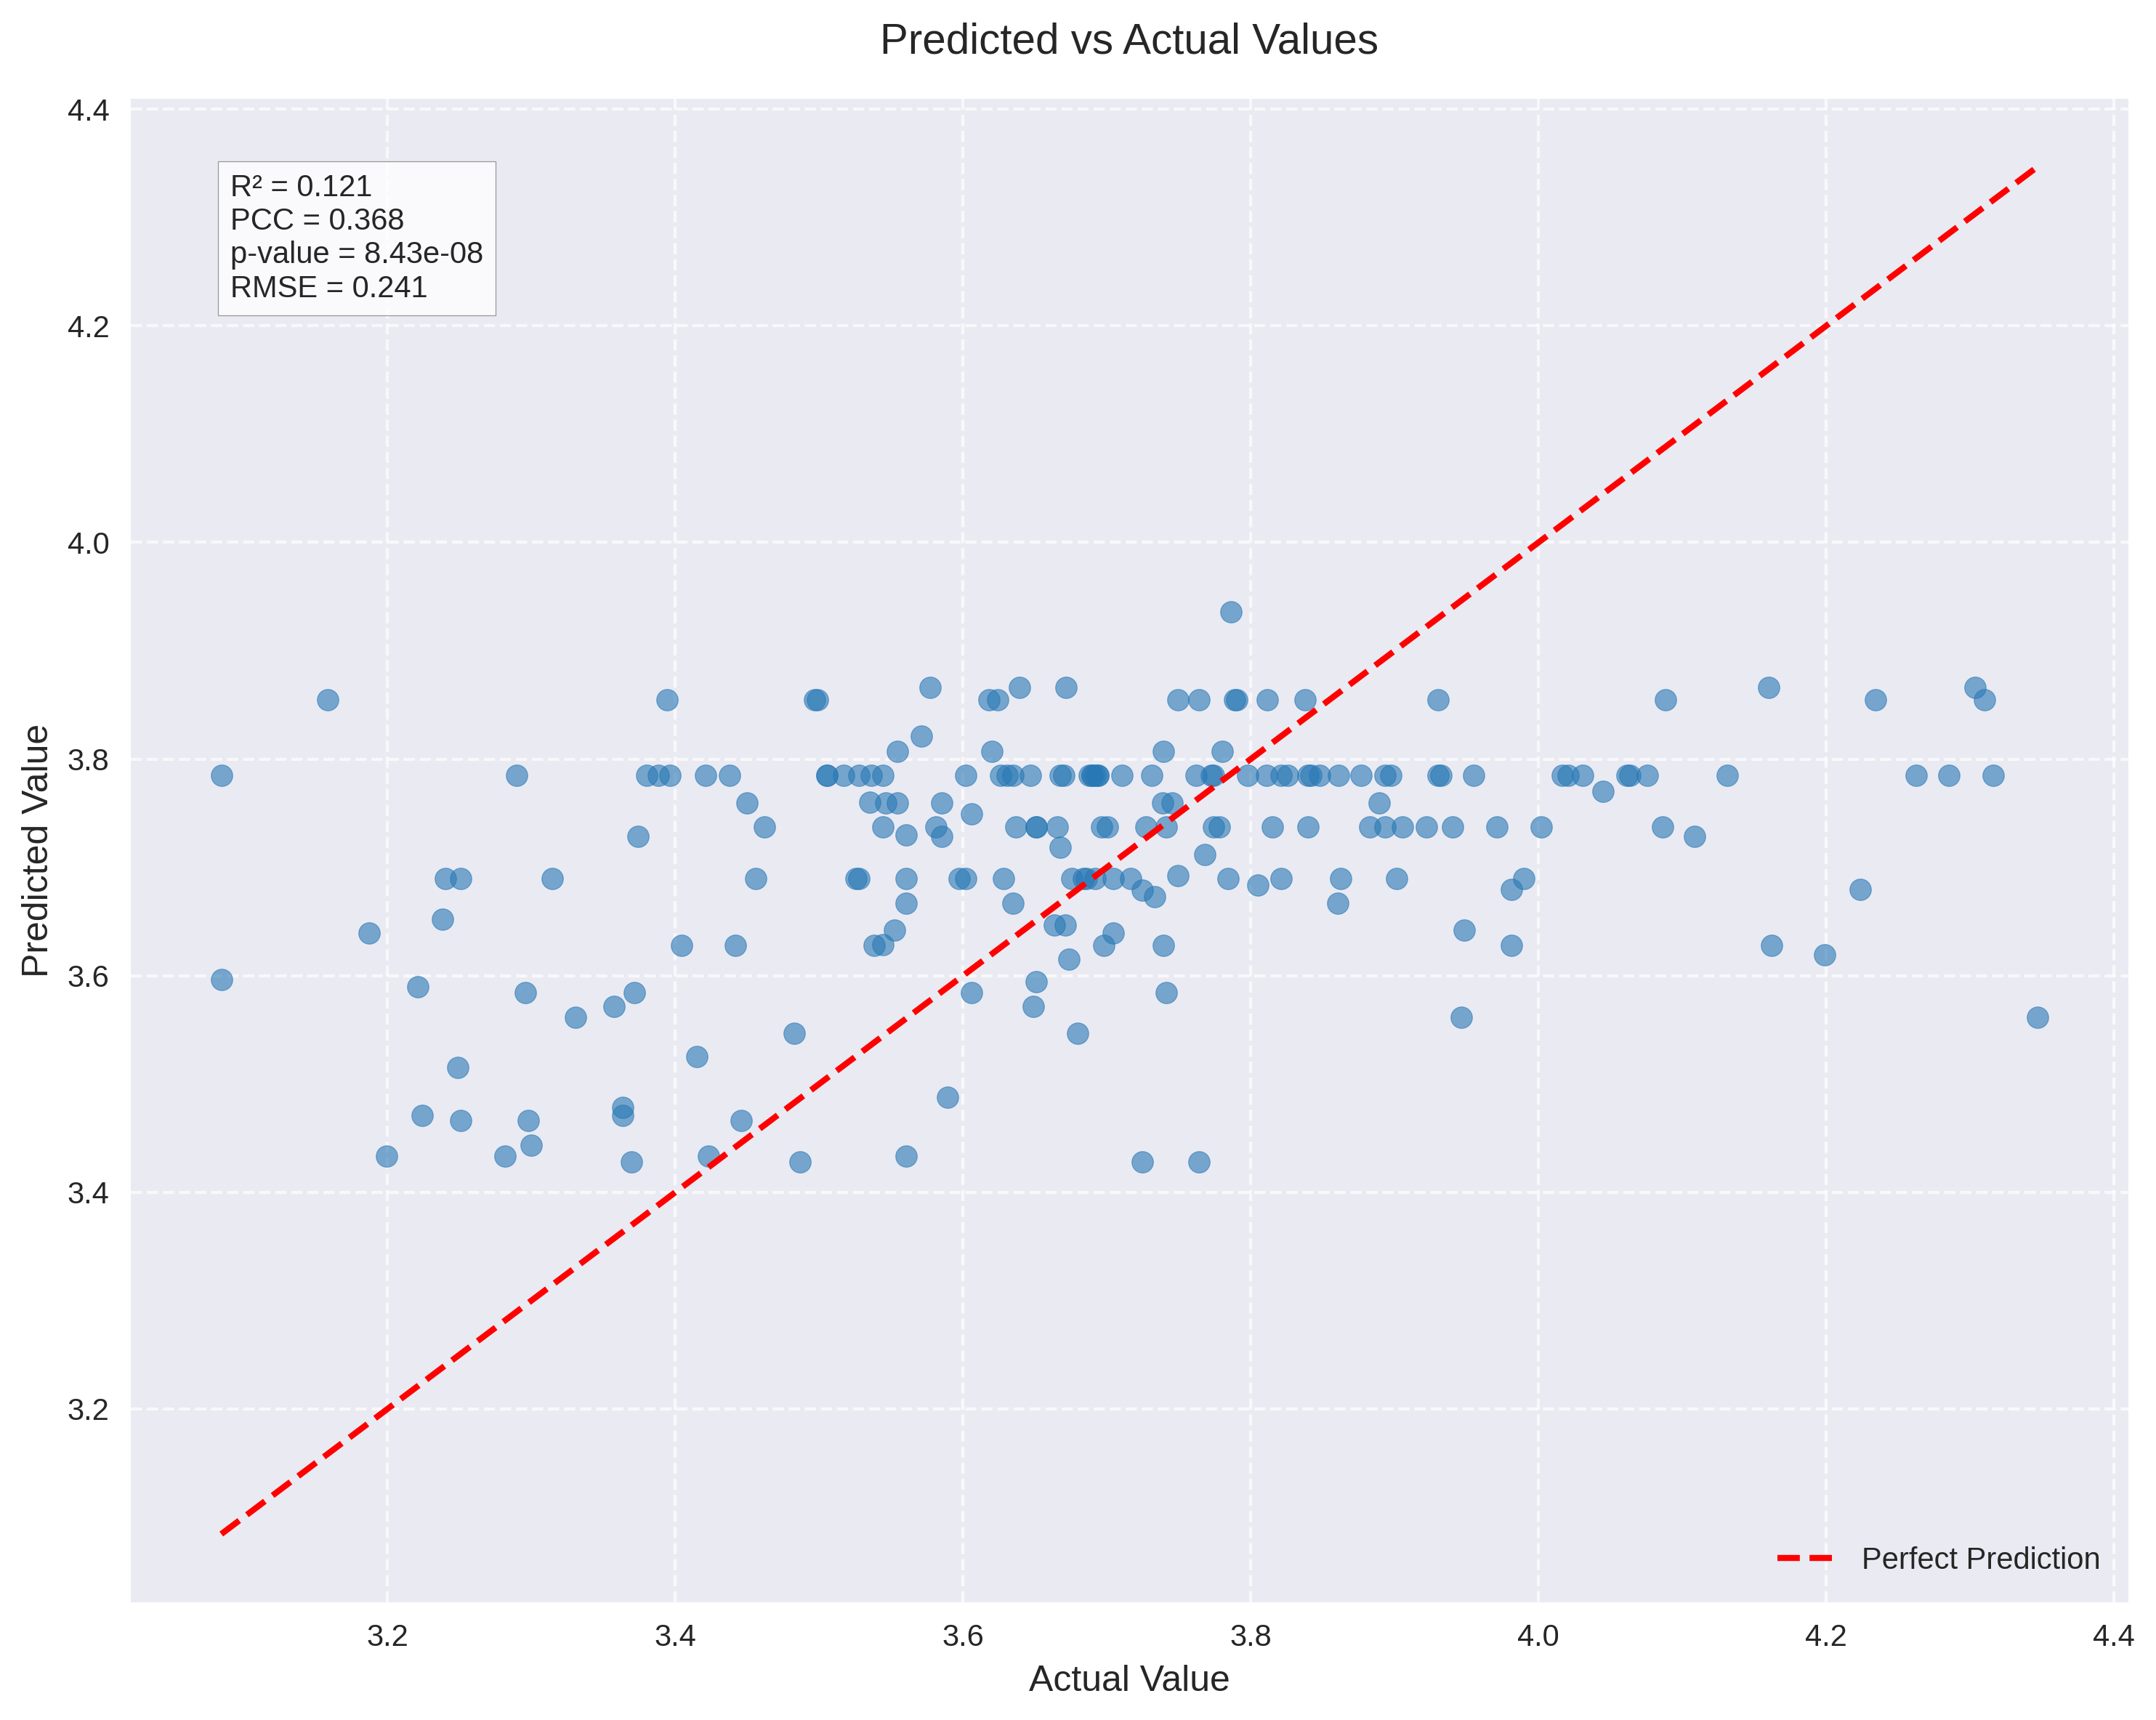 Predicted vs Actual Values
4.4
4.2
4.0
3.8
3.6
3.4
3.2
Predicted Value
R² = 0.121
PCC = 0.368
p-value = 8.43e-08
RMSE = 0.241
Perfect Prediction
3.2 3.4 3.6 3.8 4.0 4.2 4.4
Actual Value